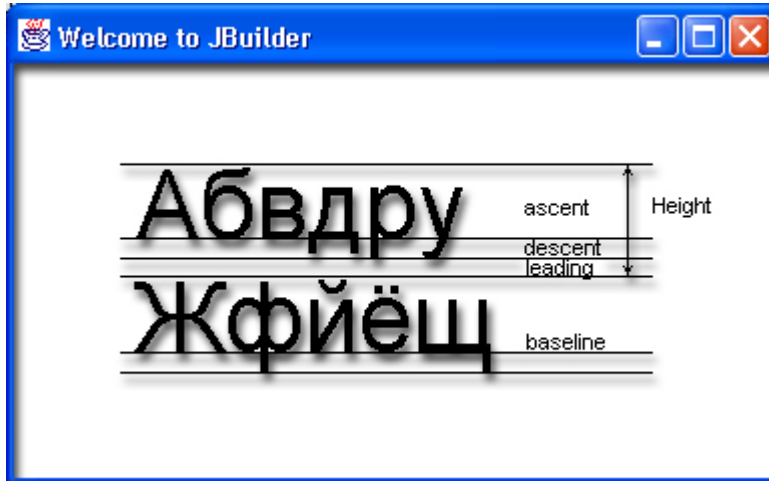 Welcome to JBuilder
Абвдру
ascent
Height
descent
leading
Жфйёщ
baseline